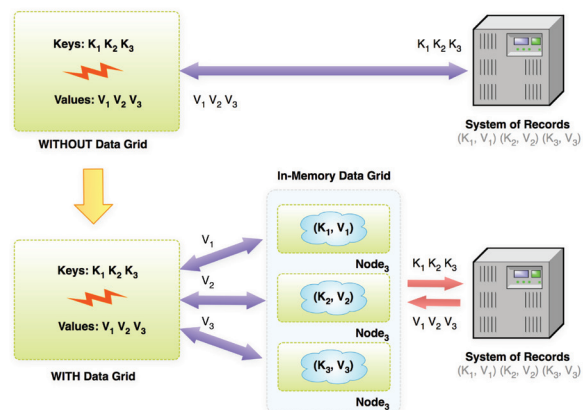 Keys: K₁ K₂ K₃
Values: V₁ V₂ V₃
WITHOUT Data Grid
K₁ K₂ K₃
V₁ V₂ V₃
System of Records
(K₁, V₁) (K₂, V₂) (K₃, V₃)
In-Memory Data Grid
Keys: K₁ K₂ K₃
Values: V₁ V₂ V₃
WITH Data Grid
V₁
V₂
V₃
(K₁, V₁)
Node₃
(K₂, V₂)
Node₃
(K₃, V₃)
Node₃
K₁ K₂ K₃
V₁ V₂ V₃
System of Records
(K₁, V₁) (K₂, V₂) (K₃, V₃)